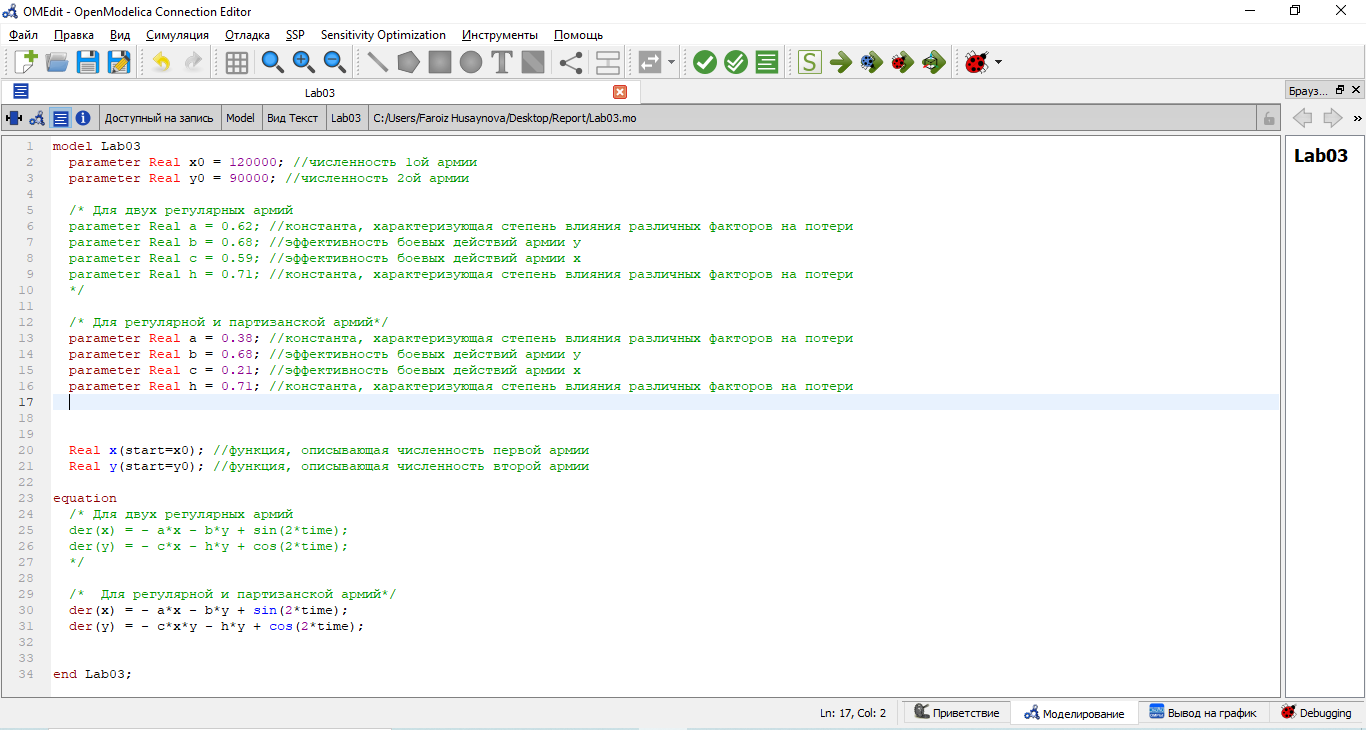 OMEdit - OpenModelica Connection Editor
Файл Правка Вид Симуляция Отладка SSP Sensitivity Optimization Инструменты Помощь
T S
Lab03
Брауз...
i Доступный на запись Model Вид Текст Lab03 C:/Users/Faroiz Husaynova/Desktop/Report/Lab03.mo
»
Lab03
1 model Lab03
2 parameter Real x0 = 120000; //численность 1ой армии
3 parameter Real y0 = 90000; //численность 2ой армии
4
5 /* Для двух регулярных армий
6 parameter Real a = 0.62; //константа, характеризующая степень влияния различных факторов на потери
7 parameter Real b = 0.68; //эффективность боевых действий армии у
8 parameter Real c = 0.59; //эффективность боевых действий армии х
9 parameter Real h = 0.71; //константа, характеризующая степень влияния различных факторов на потери
10 */
11
12 /* Для регулярной и партизанской армий*/
13 parameter Real a = 0.38; //константа, характеризующая степень влияния различных факторов на потери
14 parameter Real b = 0.68; //эффективность боевых действий армии у
15 parameter Real c = 0.21; //эффективность боевых действий армии х
16 parameter Real h = 0.71; //константа, характеризующая степень влияния различных факторов на потери
17
18
19
20 Real x(start=x0); //функция, описывающая численность первой армии
21 Real y(start=y0); //функция, описывающая численность второй армии
22
23 equation
24 /* Для двух регулярных армий
25 der(x) = - a*x - b*y + sin(2*time);
26 der(y) = - c*x - h*y + cos(2*time);
27 */
28
29 /*  Для регулярной и партизанской армий*/
30 der(x) = - a*x - b*y + sin(2*time);
31 der(y) = - c*x*y - h*y + cos(2*time);
32
33
34 end Lab03;
Ln: 17, Col: 2 Приветствие Моделирование Вывод на график Debugging